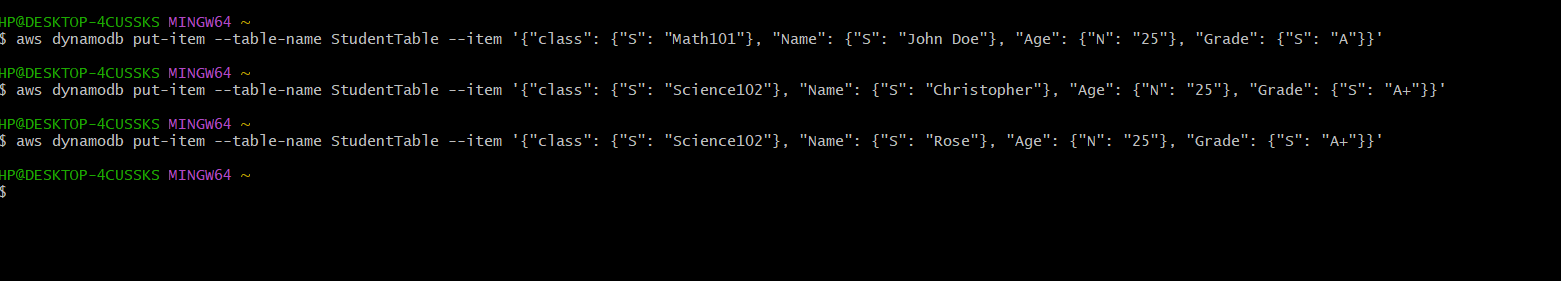 HP@DESKTOP-4CUSSKS MINGW64 ~
$ aws dynamodb put-item --table-name StudentTable --item '{"class": {"S": "Math101"}, "Name": {"S": "John Doe"}, "Age": {"N": "25"}, "Grade": {"S": "A"}}'
HP@DESKTOP-4CUSSKS MINGW64 ~
$ aws dynamodb put-item --table-name StudentTable --item '{"class": {"S": "Science102"}, "Name": {"S": "Christopher"}, "Age": {"N": "25"}, "Grade": {"S": "A+"}}'
HP@DESKTOP-4CUSSKS MINGW64 ~
$ aws dynamodb put-item --table-name StudentTable --item '{"class": {"S": "Science102"}, "Name": {"S": "Rose"}, "Age": {"N": "25"}, "Grade": {"S": "A+"}}'
HP@DESKTOP-4CUSSKS MINGW64 ~
$